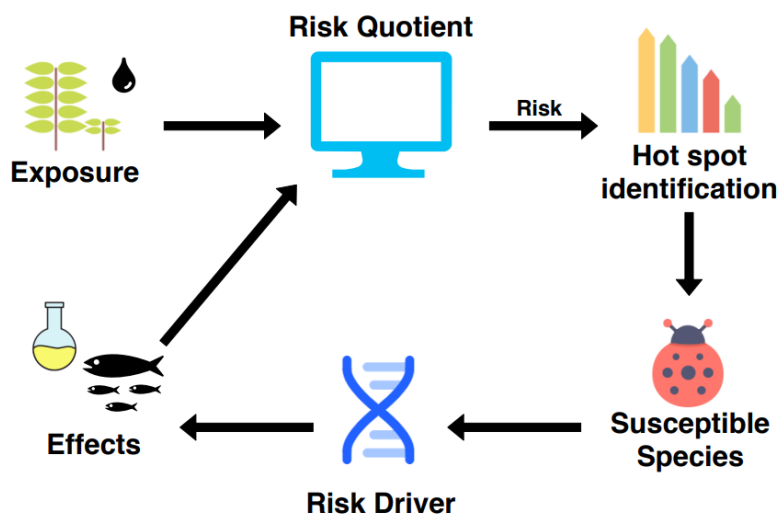 Risk Quotient
Exposure
Risk
Hot spot
identification
Effects
Risk Driver
Susceptible
Species